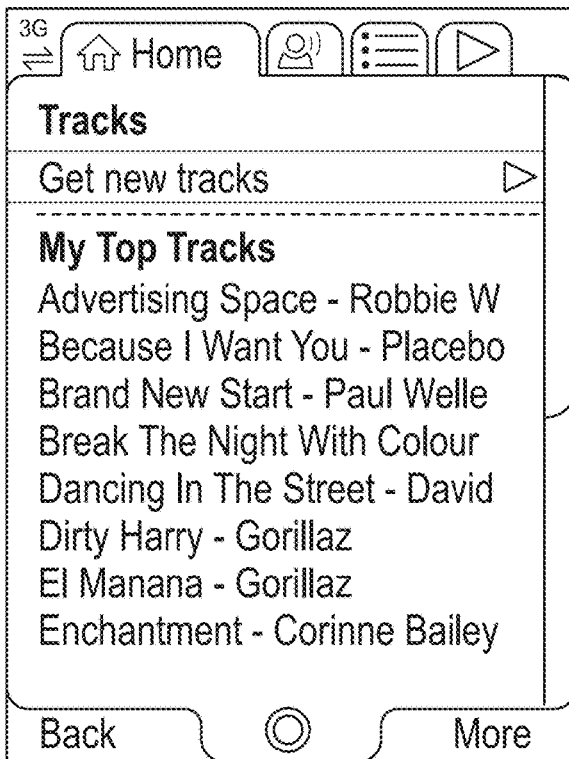 3G
Home
Tracks
Get new tracks
My Top Tracks
Advertising Space - Robbie W
Because I Want You - Placebo
Brand New Start - Paul Welle
Break The Night With Colour
Dancing In The Street - David
Dirty Harry - Gorillaz
El Manana - Gorillaz
Enchantment - Corinne Bailey
Back More